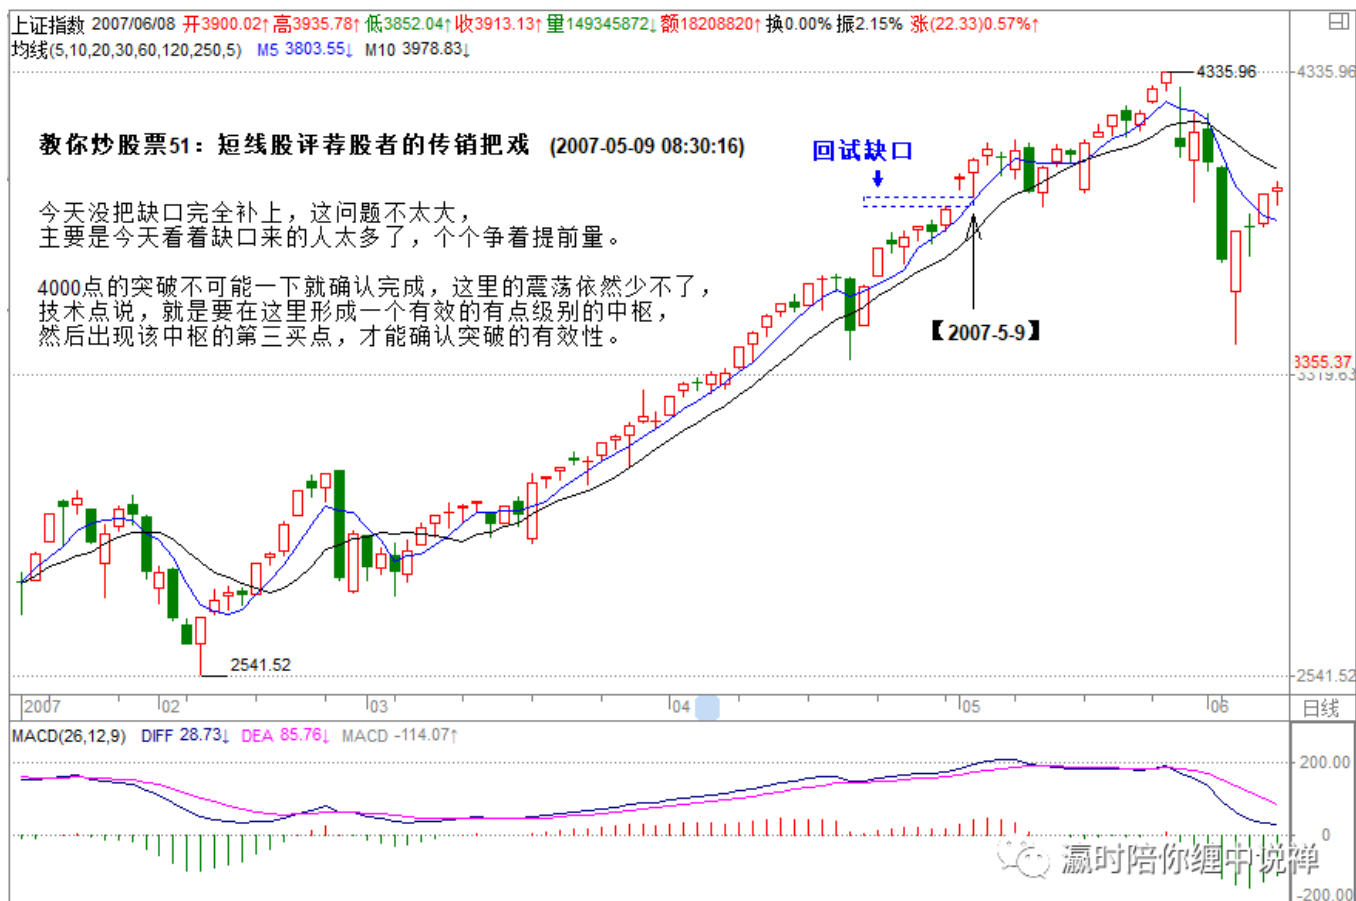 上证指数 2007/06/08 开3900.02↑高3935.78↑低3852.04↑收3913.13↑量149345872↓额18208820↑换0.00% 振2.15% 涨(22.33)0.57%↑
均线(5,10,20,30,60,120,250,5) M5 3803.55↓ M10 3978.83↓
4335.96
4335.96
教你炒股票51：短线股评荐股者的传销把戏 (2007-05-09 08:30:16)
回试缺口
今天没把缺口完全补上，这问题不太大，
主要是今天看着缺口来的人太多了，个个争着提前量。
4000点的突破不可能一下就确认完成，这里的震荡依然少不了，
技术点说，就是要在这里形成一个有效的有点级别的中枢，
然后出现该中枢的第三买点，才能确认突破的有效性。
【2007-5-9】
3355.37
3319.63
2541.52
2541.52
2007 02 03 04 05 06 日线
MACD(26,12,9) DIFF 28.73↓ DEA 85.76↓ MACD -114.07↑
200.00
0
瀛时陪你缠中说禅
-200.00